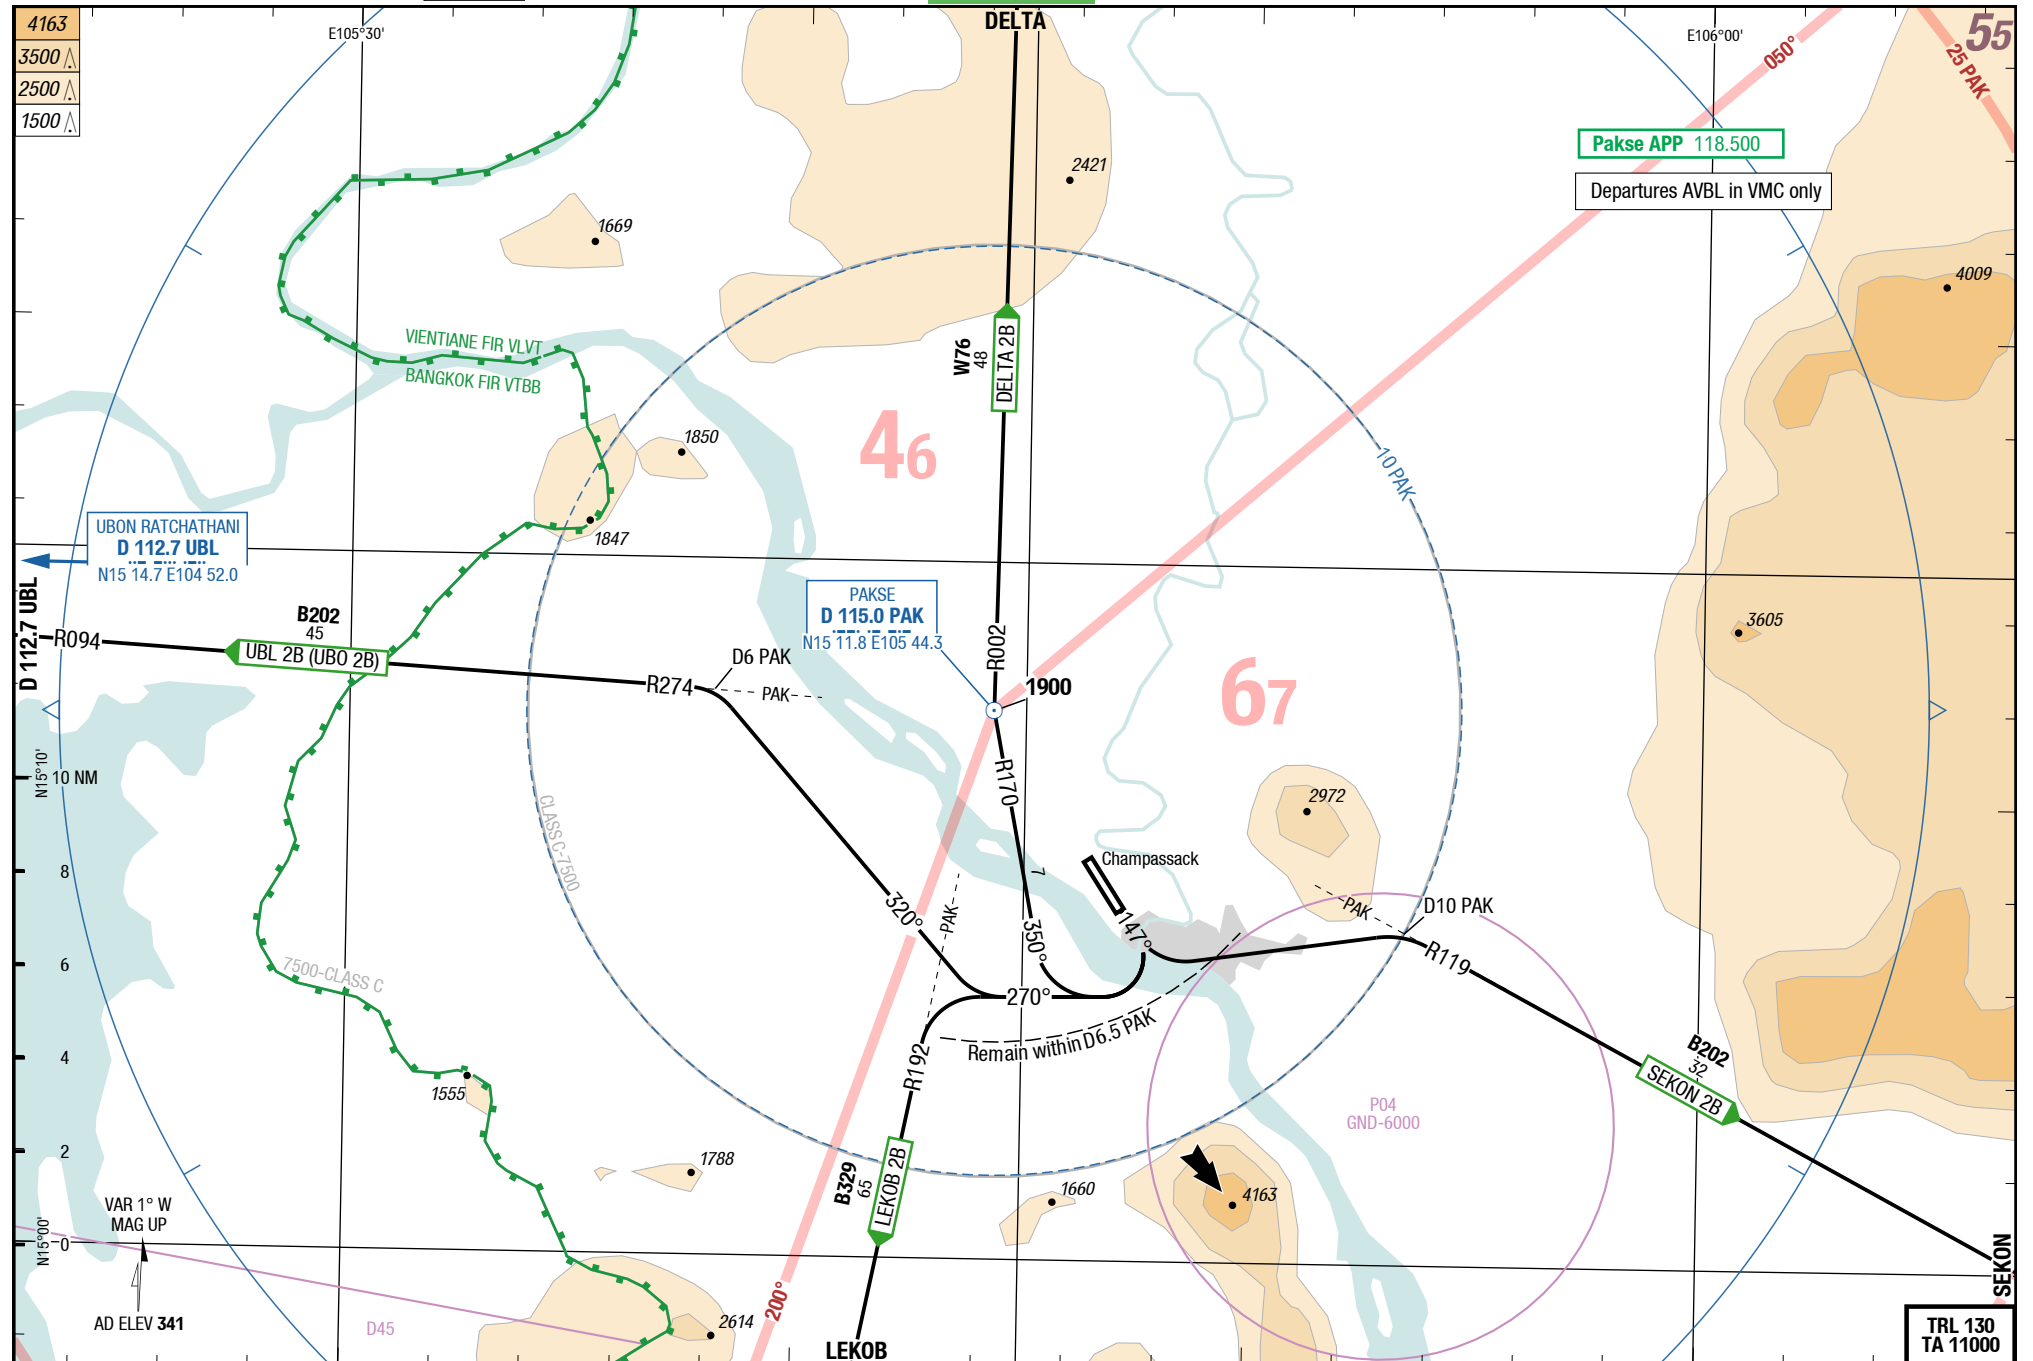 4163
3500
2500
1500
E105°30'
DELTA
E106°00'
55
050°
25 PAK
Pakse APP 118.500
Departures AVBL in VMC only
2421
1669
4009
VIENTIANE FIR VLVT
BANGKOK FIR VTBB
W76
48
DELTA 2B
46
10 PAK
1850
1847
UBON RATCHATHANI
D 112.7 UBL
N15 14.7 E104 52.0
D 112.7 UBL
PAKSE
D 115.0 PAK
N15 11.8 E105 44.3
B202
45
R094
UBL 2B (UBO 2B)
R274
D6 PAK
PAK
R002
1900
67
3605
N15°10'
10 NM
R170
2972
CLASS C-7500
7
Champassack
8
320°
PAK
350°
147°
PAK
D10 PAK
R119
6
7500-CLASS C
270°
Remain within D6.5 PAK
4
R192
1555
P04
GND-6000
B202
32
SEKON 2B
2
1788
B329
65
LEKOB 2B
1660
4163
VAR 1° W
MAG UP
N15°00'
0
SEKON
AD ELEV 341
D45
2614
200°
LEKOB
TRL 130
TA 11000